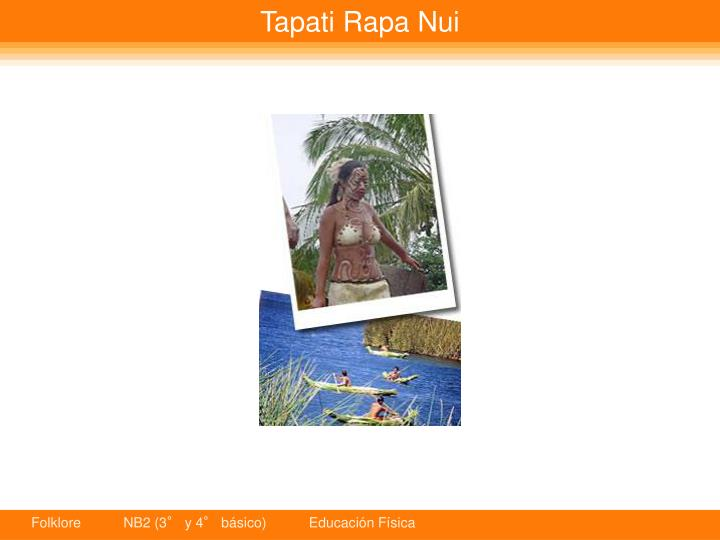 Tapati Rapa Nui
Folklore NB2 (3° y 4° básico) Educación Física